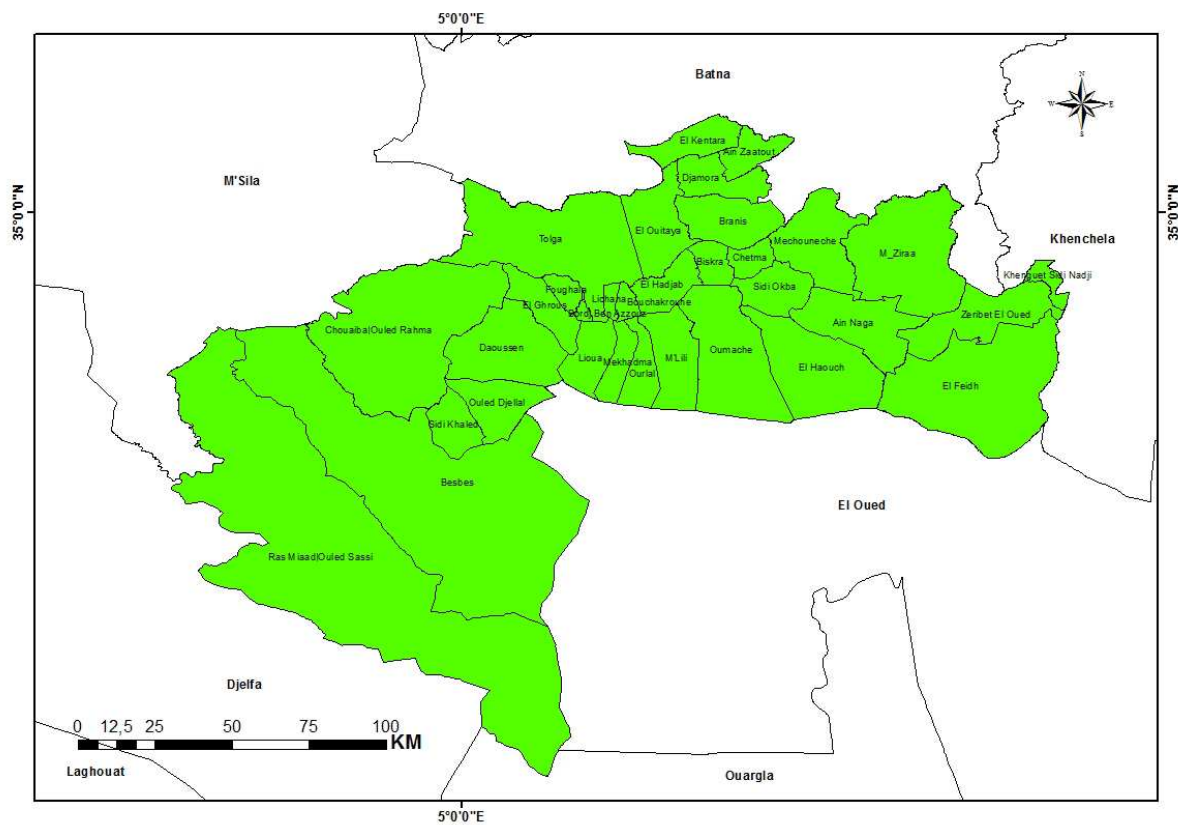 5°0'0"E
Batna
N
W
E
S
El Kentara
Ain Zaatout
M'Sila
Djamora
35°0'0"N
35°0'0"N
Branis
El Ouitaya
Tolga
Mechouneche
Khenchela
M_Ziraa
Biskra
Chetma
Khenguet Sidi Nadji
El Hadjab
Foughala
Sidi Okba
Lichana
Bouchakroune
El Ghrous
Bordj Ben Azzouz
Zeribet El Oued
Ain Naga
Chouaiba|Ouled Rahma
Daoussen
Lioua
Mekhadma
M'Lili
Oumache
El Haouch
Ourlal
El Feidh
Ouled Djellal
Sidi Khaled
Besbes
El Oued
Ras Miaad|Ouled Sassi
Djelfa
0 12,5 25 50 75 100
KM
Laghouat
Ouargla
5°0'0"E